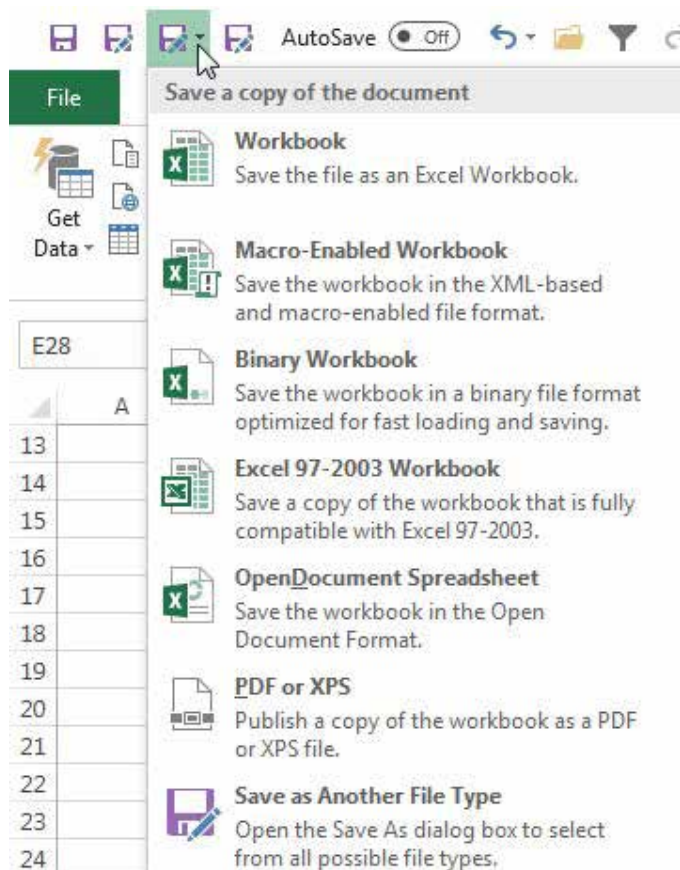 AutoSave Off
File
Save a copy of the document
Get
Data
Workbook
Save the file as an Excel Workbook.
Macro-Enabled Workbook
Save the workbook in the XML-based
and macro-enabled file format.
Binary Workbook
Save the workbook in a binary file format
optimized for fast loading and saving.
Excel 97-2003 Workbook
Save a copy of the workbook that is fully
compatible with Excel 97-2003.
OpenDocument Spreadsheet
Save the workbook in the Open
Document Format.
PDF or XPS
Publish a copy of the workbook as a PDF
or XPS file.
Save as Another File Type
Open the Save As dialog box to select
from all possible file types.
E28
A
13
14
15
16
17
18
19
20
21
22
23
24